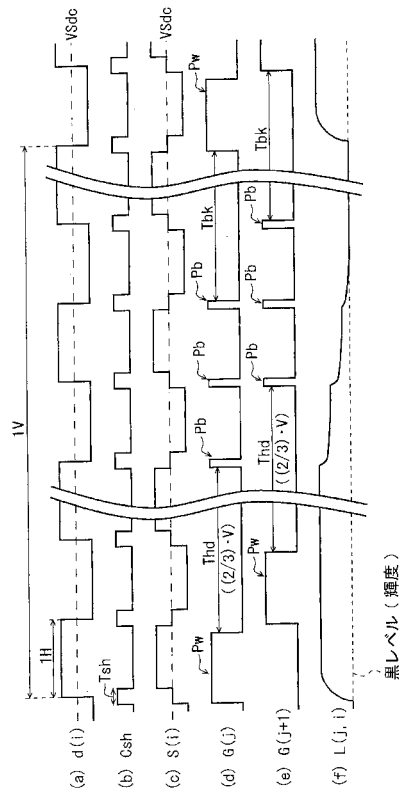 1V
1H
Tsh
(a) d(i)
VSdc
(b) Csh
(c) S(i)
VSdc
(d) G(j)
Pw
Thd
((2/3)・V)
Pb
Pb
Pb
Tbk
Pw
(e) G(j+1)
Pw
Thd
((2/3)・V)
Pb
Pb
Pb
Tbk
(f) L(j, i)
黒レベル(輝度)